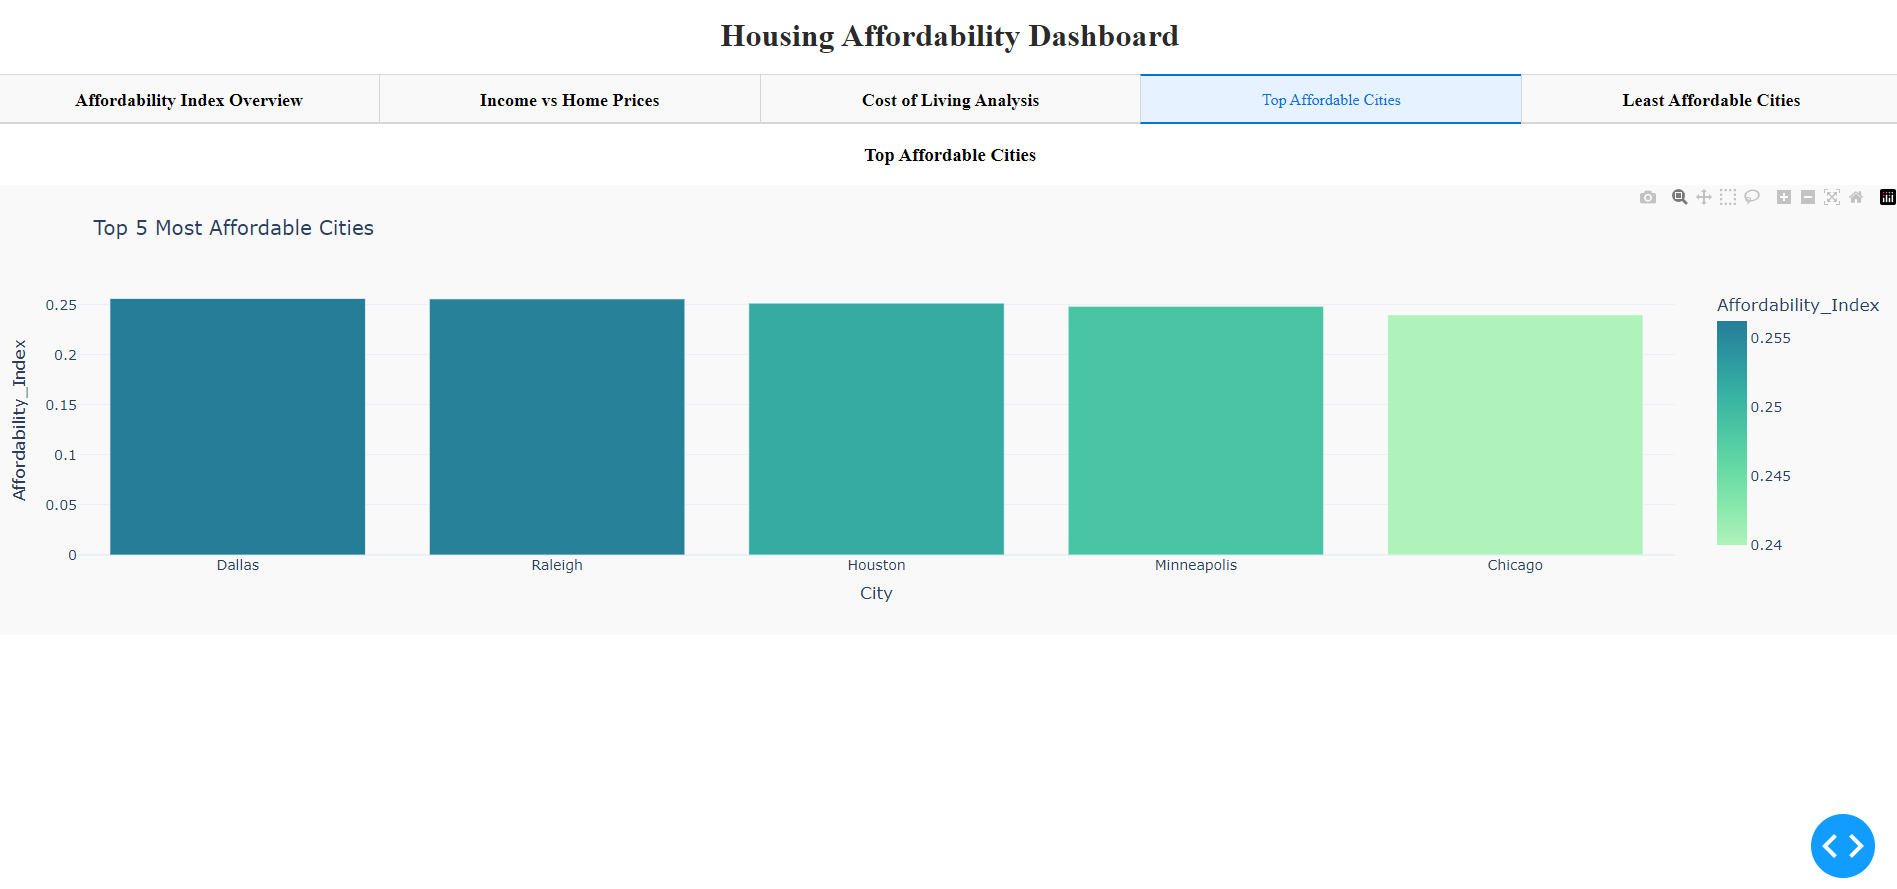 Housing Affordability Dashboard
Affordability Index Overview
Income vs Home Prices
Cost of Living Analysis
Top Affordable Cities
Least Affordable Cities
Top Affordable Cities
Top 5 Most Affordable Cities
Affordability_Index
0.25
0.2
0.15
0.1
0.05
0
Dallas
Raleigh
Houston
Minneapolis
Chicago
City
Affordability_Index
0.255
0.25
0.245
0.24